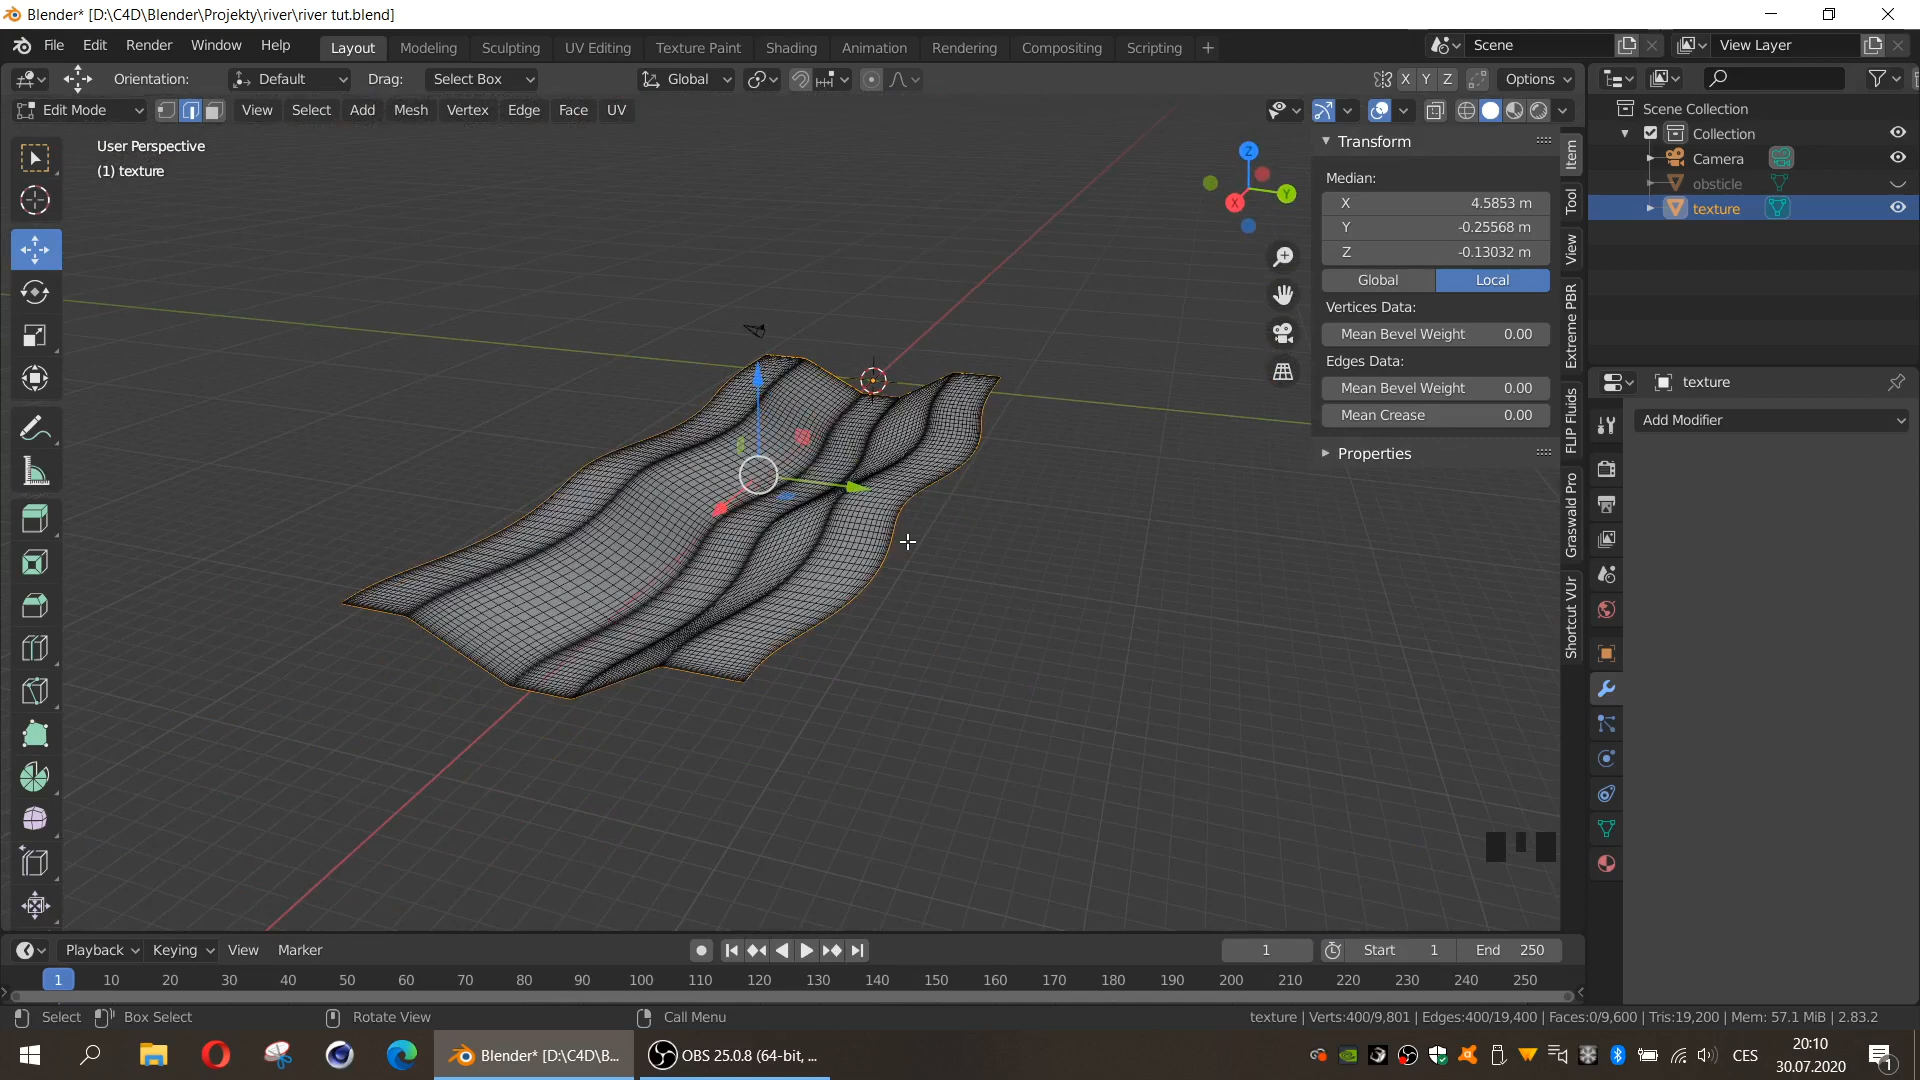 Blender* [D:\C4D\Blender\Projekty\river\river tut.blend]
File Edit Render Window Help Layout Modeling Sculpting UV Editing Texture Paint Shading Animation Rendering Compositing Scripting + Scene View Layer
Orientation: Default Drag: Select Box Global X Y Z Options
Edit Mode View Select Add Mesh Vertex Edge Face UV
Scene Collection
Collection
Camera
obsticle
texture
User Perspective
(1) texture
Z
Y
X
Transform
Median:
X 4.5853 m
Y -0.25568 m
Z -0.13032 m
Global Local
Vertices Data:
Mean Bevel Weight 0.00
Edges Data:
Mean Bevel Weight 0.00
Mean Crease 0.00
Properties
Item
Tool
View
Extreme PBR
FLIP Fluids
Graswald Pro
Shortcut VUr
texture
Add Modifier
Playback Keying View Marker 1 Start 1 End 250
1 10 20 30 40 50 60 70 80 90 100 110 120 130 140 150 160 170 180 190 200 210 220 230 240 250
Select Box Select Rotate View Call Menu texture | Verts:400/9,801 | Edges:400/19,400 | Faces:0/9,600 | Tris:19,200 | Mem: 57.1 MiB | 2.83.2
Blender* [D:\C4D\B... OBS 25.0.8 (64-bit, ... CES 20:10
30.07.2020
1